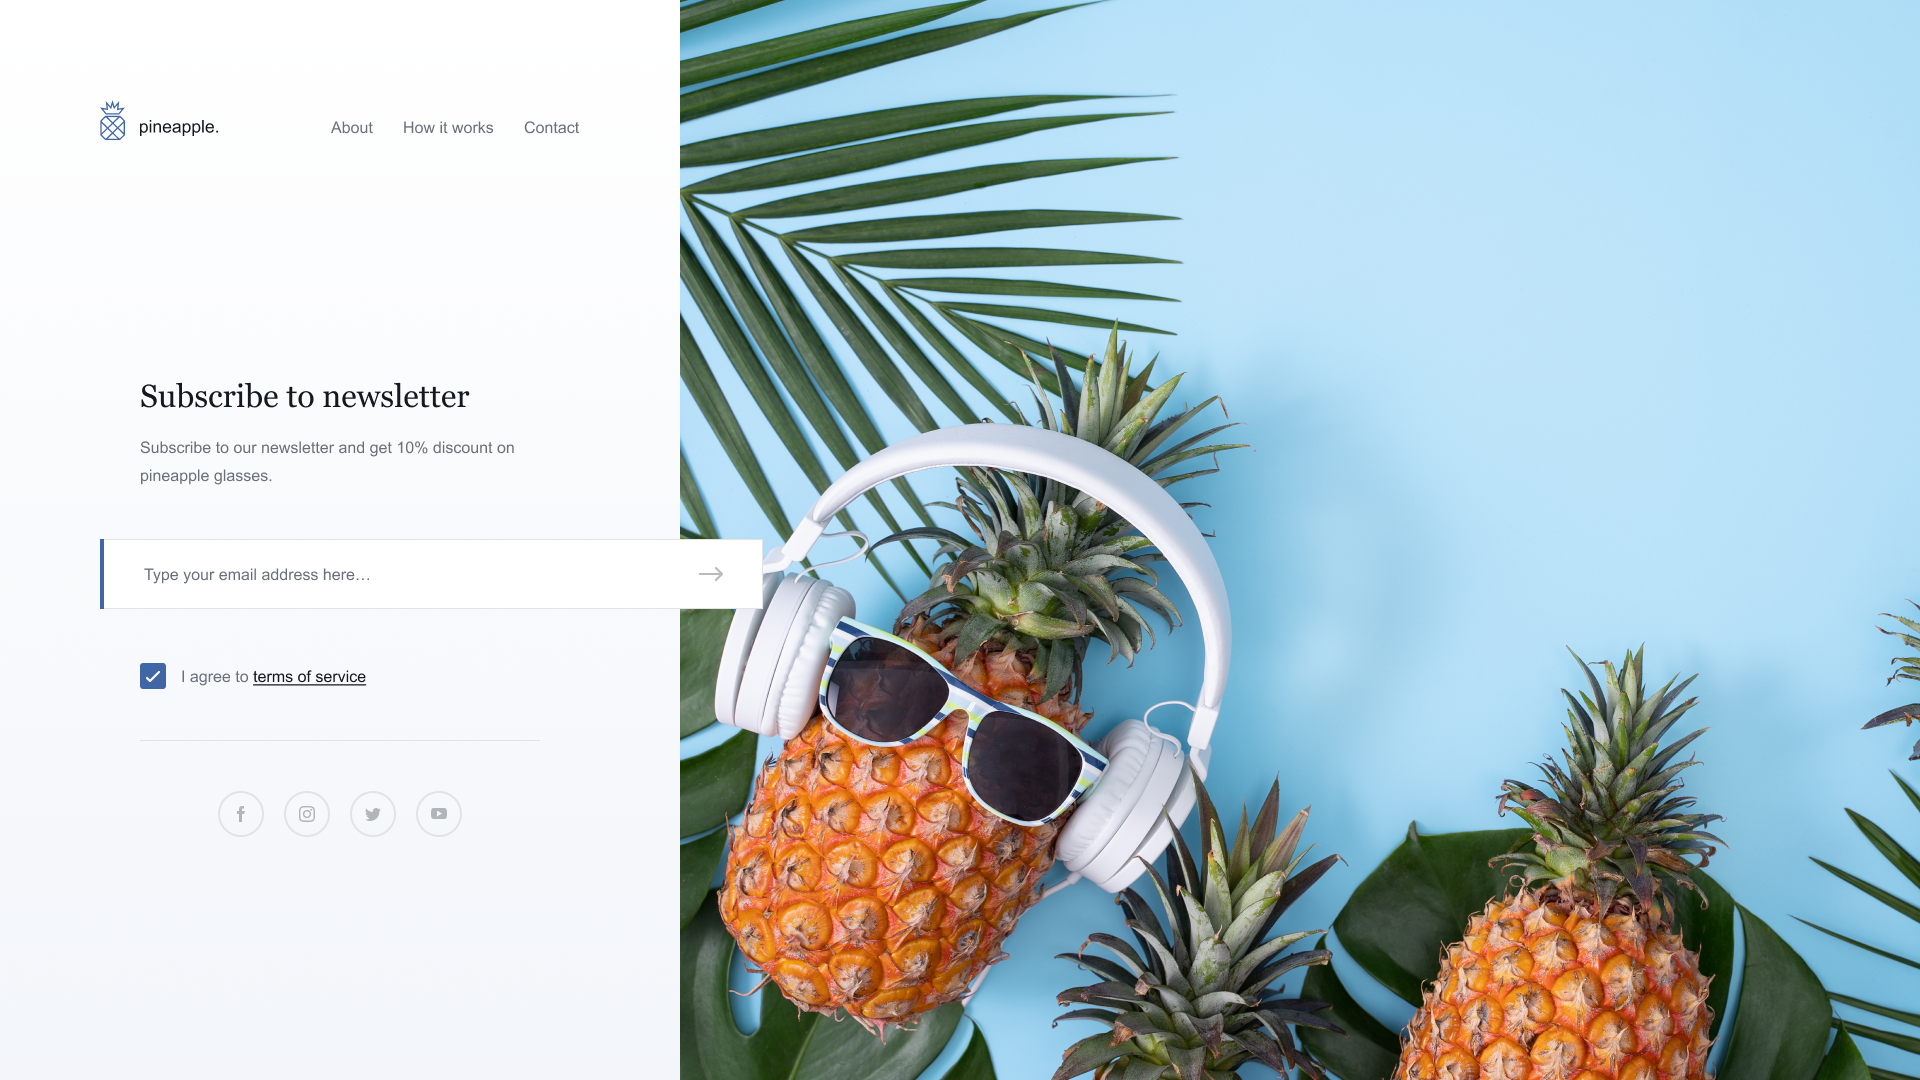 pineapple.
About How it works Contact
Subscribe to newsletter
Subscribe to our newsletter and get 10% discount on
pineapple glasses.
Type your email address here…
I agree to terms of service